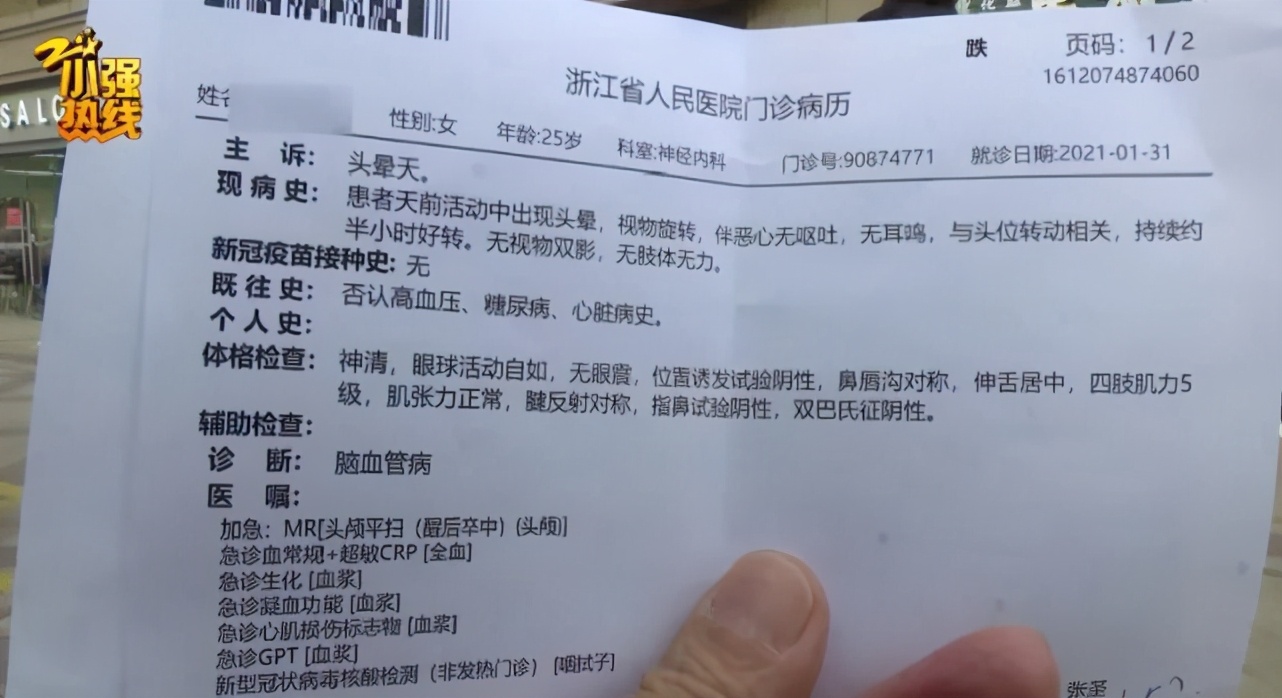 小强热线
SALO
跌
页码: 1/2
1612074874060
浙江省人民医院门诊病历
性别:女 年龄:25岁 科室:神经内科 门诊号:90874771 就诊日期:2021-01-31
主 诉: 头晕天。
现 病 史: 患者天前活动中出现头晕,视物旋转,伴恶心无呕吐,无耳鸣,与头位转动相关,持续约
半小时好转。无视物双影,无肢体无力。
新冠疫苗接种史: 无
既 往 史: 否认高血压、糖尿病、心脏病史。
个 人 史:
体格检查: 神清,眼球活动自如,无眼震,位置诱发试验阴性,鼻唇沟对称,伸舌居中,四肢肌力5
级,肌张力正常,腱反射对称,指鼻试验阴性,双巴氏征阴性。
辅助检查:
诊 断: 脑血管病
医 嘱:
加急: MR[头颅平扫(醒后卒中)(头颅)]
急诊血常规+超敏CRP [全血]
急诊生化 [血浆]
急诊凝血功能 [血浆]
急诊心肌损伤标志物 [血浆]
急诊GPT [血浆]
新型冠状病毒核酸检测(非发热门诊) [咽拭子]